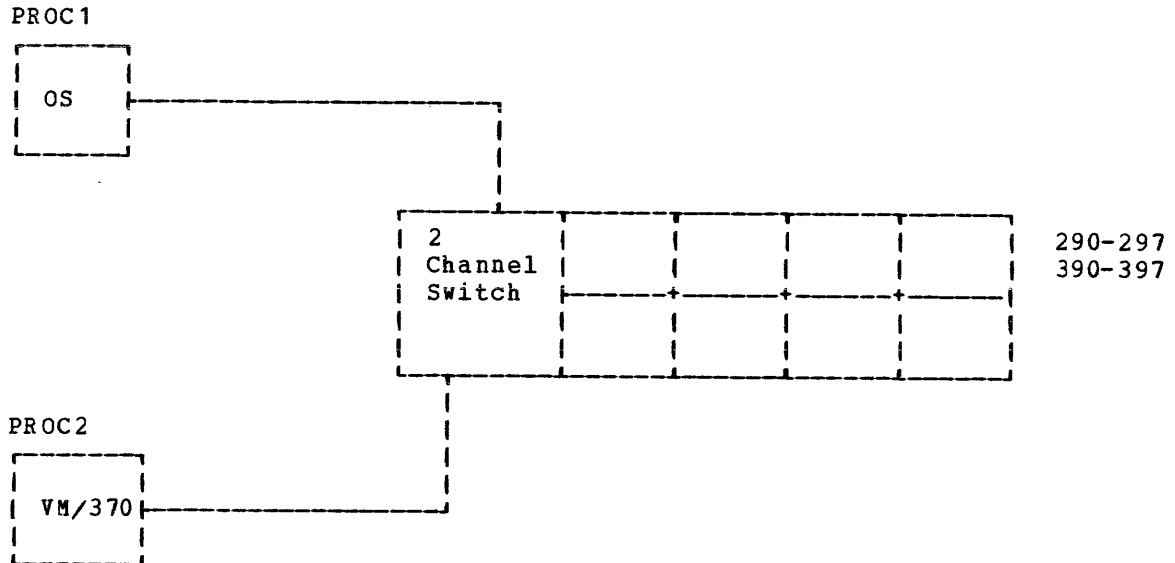 PROC1
OS
2
Channel
Switch
290-297
390-397
PROC2
VM/370